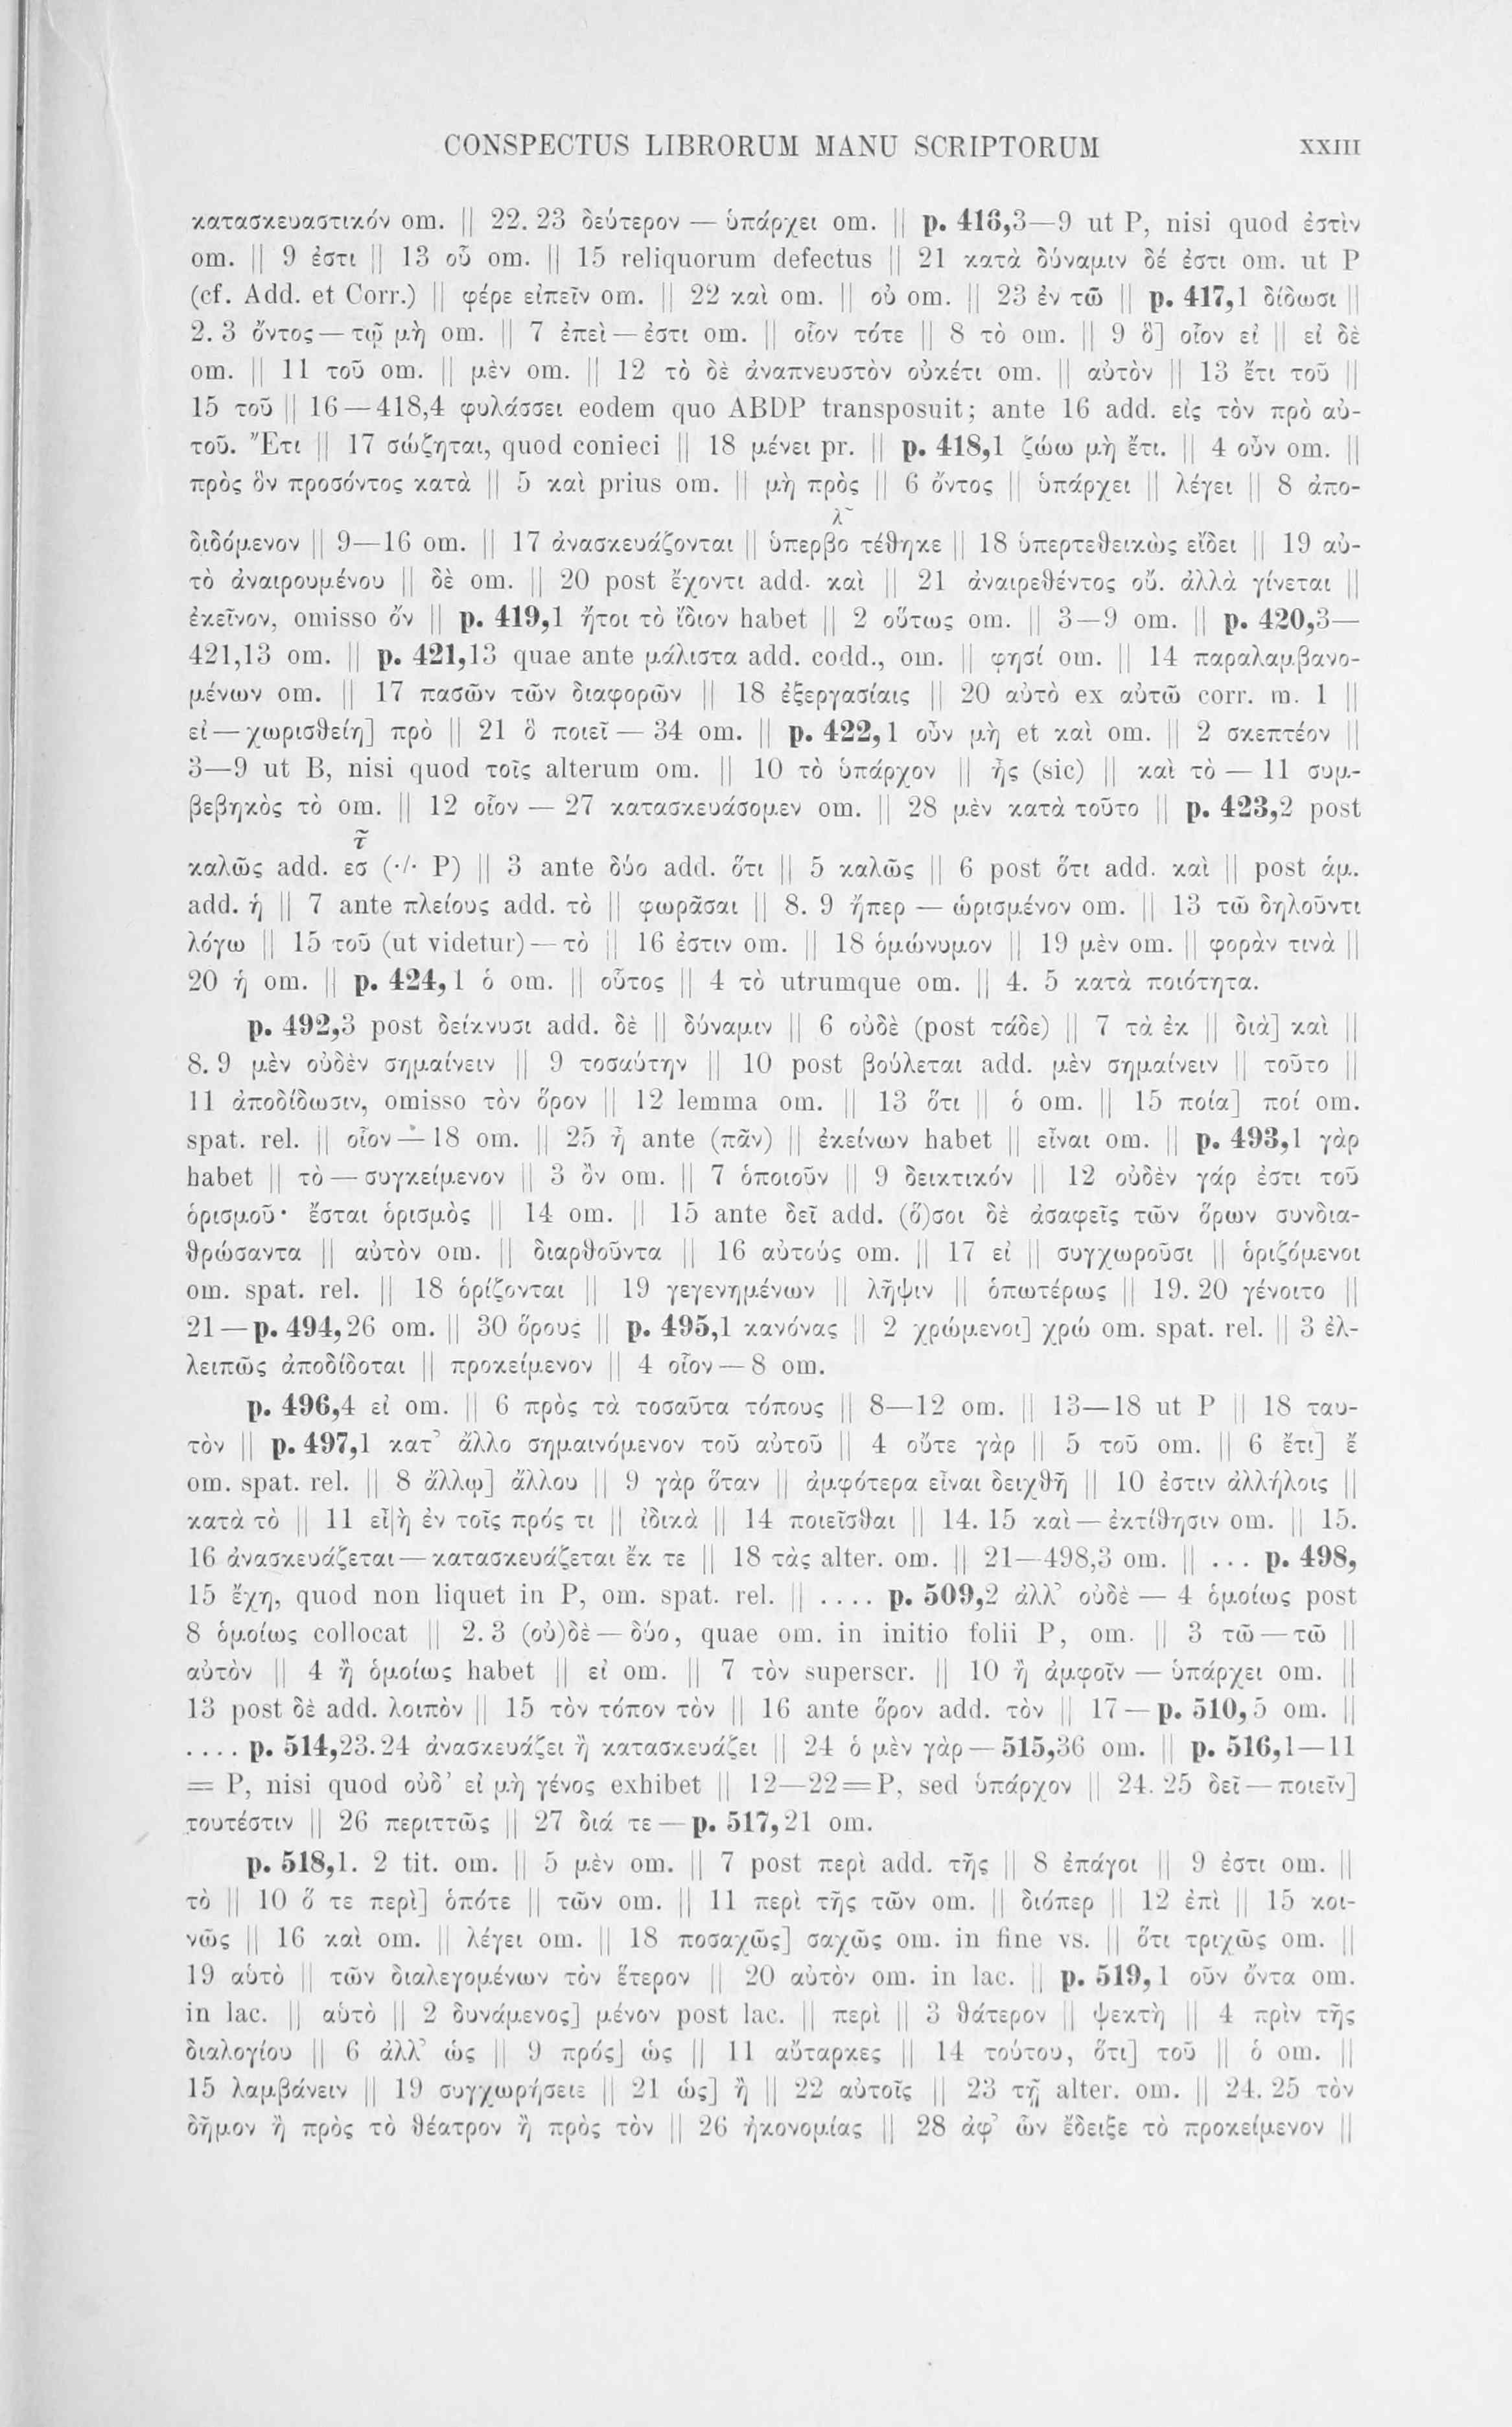 CONSPECTUS LIBRORUM MANU SCRIPTORUM XXIII
κατασκευαστικόν om. || 22. 23 δεύτερον — ὑπάρχει om. || p. 416,3—9 ut P, nisi quod ἐστὶν
om. || 9 ἐστι || 13 οὗ om. || 15 reliquorum defectus || 21 κατὰ δύναμιν δέ ἐστι om. ut P
(cf. Add. et Corr.) || φέρε εἰπεῖν om. || 22 καὶ om. || οὐ om. || 23 ἐν τῶ || p. 417,1 δίδωσι ||
2. 3 ὄντος — τῷ μὴ om. || 7 ἐπεὶ — ἐστι om. || οἷον τότε || 8 τὸ om. || 9 ὃ] οἷον εἰ || εἰ δὲ
om. || 11 τοῦ om. || μὲν om. || 12 τὸ δὲ ἀναπνευστὸν οὐκέτι om. || αὐτὸν || 13 ἔτι τοῦ ||
15 τοῦ || 16 — 418,4 φυλάσσει eodem quo ABDP transposuit; ante 16 add. εἰς τὸν πρὸ αὐ-
τοῦ. Ἔτι || 17 σώζηται, quod conieci || 18 μένει pr. || p. 418,1 ζώω μὴ ἔτι. || 4 οὖν om. ||
πρὸς ὃν προσόντος κατὰ || 5 καὶ prius om. || μὴ πρὸς || 6 ὄντος || ὑπάρχει || λέγει || 8 ἀπο-
διδόμενον || 9—16 om. || 17 ἀνασκευάζονται || ὑπερβο λ͂ τέθηκε || 18 ὑπερτεθεικὼς εἴδει || 19 αὐ-
τὸ ἀναιρουμένου || δὲ om. || 20 post ἔχοντι add. καὶ || 21 ἀναιρεθέντος οὔ. ἀλλὰ γίνεται ||
ἐκεῖνον, omisso ὄν || p. 419,1 ἤτοι τὸ ἴδιον habet || 2 οὕτως om. || 3—9 om. || p. 420,3—
421,13 om. || p. 421,13 quae ante μάλιστα add. codd., om. || φησί om. || 14 παραλαμβανο-
μένων om. || 17 πασῶν τῶν διαφορῶν || 18 ἐξεργασίαις || 20 αὐτὸ ex αὐτῶ corr. m. 1 ||
εἰ — χωρισθείη] πρὸ || 21 ὃ ποιεῖ — 34 om. || p. 422,1 οὖν μὴ et καὶ om. || 2 σκεπτέον ||
3—9 ut B, nisi quod τοῖς alterum om. || 10 τὸ ὑπάρχον || ἧς (sic) || καὶ τὸ — 11 συμ-
βεβηκὸς τὸ om. || 12 οἷον — 27 κατασκευάσομεν om. || 28 μὲν κατὰ τοῦτο || p. 423,2 post
καλῶς add. εσ τ͂ (·/· P) || 3 ante δύο add. ὅτι || 5 καλῶς || 6 post ὅτι add. καὶ || post ἁμ.
add. ἡ || 7 ante πλείους add. τὸ || φωρᾶσαι || 8. 9 ἤπερ — ὡρισμένον om. || 13 τῶ δηλοῦντι
λόγω || 15 τοῦ (ut videtur) — τὸ || 16 ἐστιν om. || 18 ὁμώνυμον || 19 μὲν om. || φορὰν τινὰ ||
20 ἡ om. || p. 424,1 ὁ om. || οὗτος || 4 τὸ utrumque om. || 4. 5 κατὰ ποιότητα.
p. 492,3 post δείκνυσι add. δὲ || δύναμιν || 6 οὐδὲ (post τάδε) || 7 τὰ ἐκ || διὰ] καὶ ||
8. 9 μὲν οὐδὲν σημαίνειν || 9 τοσαύτην || 10 post βούλεται add. μὲν σημαίνειν || τοῦτο ||
11 ἀποδίδωσιν, omisso τὸν ὅρον || 12 lemma om. || 13 ὅτι || ὁ om. || 15 ποία] ποί om.
spat. rel. || οἷον — 18 om. || 25 ἢ ante (πᾶν) || ἐκείνων habet || εἶναι om. || p. 493,1 γὰρ
habet || τὸ — συγκείμενον || 3 ὂν om. || 7 ὁποιοῦν || 9 δεικτικόν || 12 οὐδὲν γάρ ἐστι τοῦ
ὁρισμοῦ· ἔσται ὁρισμὸς || 14 om. || 15 ante δεῖ add. (ὅ)σοι δὲ ἀσαφεῖς τῶν ὅρων συνδια-
θρώσαντα || αὐτὸν om. || διαρθοῦντα || 16 αὐτούς om. || 17 εἰ || συγχωροῦσι || ὁριζόμενοι
om. spat. rel. || 18 ὁρίζονται || 19 γεγενημένων || λῆψιν || ὁπωτέρως || 19. 20 γένοιτο ||
21 — p. 494,26 om. || 30 ὅρους || p. 495,1 κανόνας || 2 χρώμενοι] χρώ om. spat. rel. || 3 ἐλ-
λειπῶς ἀποδίδοται || προκείμενον || 4 οἷον — 8 om.
p. 496,4 εἰ om. || 6 πρὸς τὰ τοσαῦτα τόπους || 8—12 om. || 13—18 ut P || 18 ταυ-
τὸν || p. 497,1 κατ᾽ ἄλλο σημαινόμενον τοῦ αὐτοῦ || 4 οὔτε γὰρ || 5 τοῦ om. || 6 ἔτι] ἔ
om. spat. rel. || 8 ἄλλῳ] ἄλλου || 9 γὰρ ὅταν || ἀμφότερα εἶναι δειχθῆ || 10 ἐστιν ἀλλήλοις ||
κατὰ τὸ || 11 εἶ|ἡ ἐν τοῖς πρός τι || ἰδικὰ || 14 ποιεῖσθαι || 14. 15 καὶ — ἐκτίθησιν om. || 15.
16 ἀνασκευάζεται — κατασκευάζεται ἔκ τε || 18 τὰς alter. om. || 21—498,3 om. || ... p. 498,
15 ἔχη, quod non liquet in P, om. spat. rel. || .... p. 509,2 ἀλλ᾽ οὐδὲ — 4 ὁμοίως post
8 ὁμοίως collocat || 2. 3 (οὐ)δὲ — δύο, quae om. in initio folii P, om. || 3 τῶ — τῶ ||
αὐτὸν || 4 ἢ ὁμοίως habet || εἰ om. || 7 τὸν superscr. || 10 ἢ ἀμφοῖν — ὑπάρχει om. ||
13 post δὲ add. λοιπὸν || 15 τὸν τόπον τὸν || 16 ante ὅρον add. τὸν || 17 — p. 510,5 om. ||
.... p. 514,23.24 ἀνασκευάζει ἢ κατασκευάζει || 24 ὁ μὲν γὰρ — 515,36 om. || p. 516,1—11
= P, nisi quod οὐδ᾽ εἰ μὴ γένος exhibet || 12—22 = P, sed ὑπάρχον || 24. 25 δεῖ — ποιεῖν]
τουτέστιν || 26 περιττῶς || 27 διά τε — p. 517,21 om.
p. 518,1. 2 tit. om. || 5 μὲν om. || 7 post περὶ add. τῆς || 8 ἐπάγοι || 9 ἐστι om. ||
τὸ || 10 ὅ τε περὶ] ὁπότε || τῶν om. || 11 περὶ τῆς τῶν om. || διόπερ || 12 ἐπὶ || 15 κοι-
νῶς || 16 καὶ om. || λέγει om. || 18 ποσαχῶς] σαχῶς om. in fine vs. || ὅτι τριχῶς om. ||
19 αὑτὸ || τῶν διαλεγομένων τὸν ἕτερον || 20 αὐτὸν om. in lac. || p. 519,1 οὖν ὄντα om.
in lac. || αὑτὸ || 2 δυνάμενος] μένον post lac. || περὶ || 3 θάτερον || ψεκτὴ || 4 πρὶν τῆς
διαλογίου || 6 ἀλλ᾽ ὡς || 9 πρός] ὡς || 11 αὔταρκες || 14 τούτου, ὅτι] τοῦ || ὁ om. ||
15 λαμβάνειν || 19 συγχωρήσειε || 21 ὡς] ἢ || 22 αὐτοῖς || 23 τῇ alter. om. || 24. 25 τὸν
δῆμον ἢ πρὸς τὸ θέατρον ἢ πρὸς τὸν || 26 ἠκονομίας || 28 ἀφ᾽ ὧν ἔδειξε τὸ προκείμενον ||